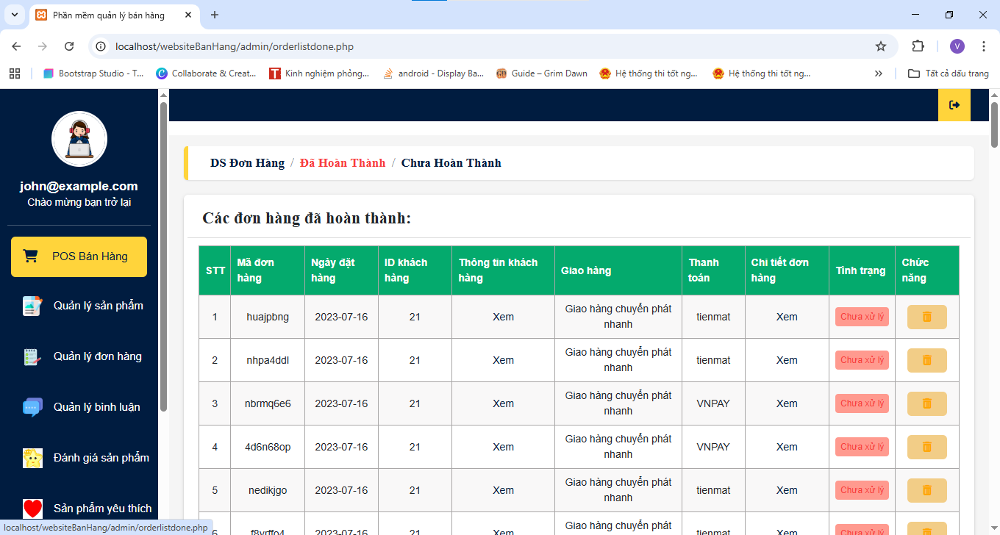 Phần mềm quản lý bán hàng
localhost/websiteBanHang/admin/orderlistdone.php
V
Bootstrap Studio - T...
Collaborate & Creat...
Kinh nghiệm phỏng...
android - Display Ba...
Guide – Grim Dawn
Hệ thống thi tốt ng...
Hệ thống thi tốt ng...
Tất cả dấu trang
john@example.com
Chào mừng bạn trở lại
POS Bán Hàng
Quản lý sản phẩm
Quản lý đơn hàng
Quản lý bình luận
Đánh giá sản phẩm
Sản phẩm yêu thích
DS Đơn Hàng / Đã Hoàn Thành / Chưa Hoàn Thành
Các đơn hàng đã hoàn thành:
STT Mã đơn hàng Ngày đặt hàng ID khách hàng Thông tin khách hàng Giao hàng Thanh toán Chi tiết đơn hàng Tình trạng Chức năng
1 huajpbng 2023-07-16 21 Xem Giao hàng chuyển phát nhanh tienmat Xem Chưa xử lý
2 nhpa4ddl 2023-07-16 21 Xem Giao hàng chuyển phát nhanh tienmat Xem Chưa xử lý
3 nbrmq6e6 2023-07-16 21 Xem Giao hàng chuyển phát nhanh VNPAY Xem Chưa xử lý
4 4d6n68op 2023-07-16 21 Xem Giao hàng chuyển phát nhanh VNPAY Xem Chưa xử lý
5 nedikjgo 2023-07-16 21 Xem Giao hàng chuyển phát nhanh tienmat Xem Chưa xử lý
6 2023-07-16 21 Xem Giao hàng chuyển phát tienmat Xem Chưa xử lý
localhost/websiteBanHang/admin/orderlistdone.php